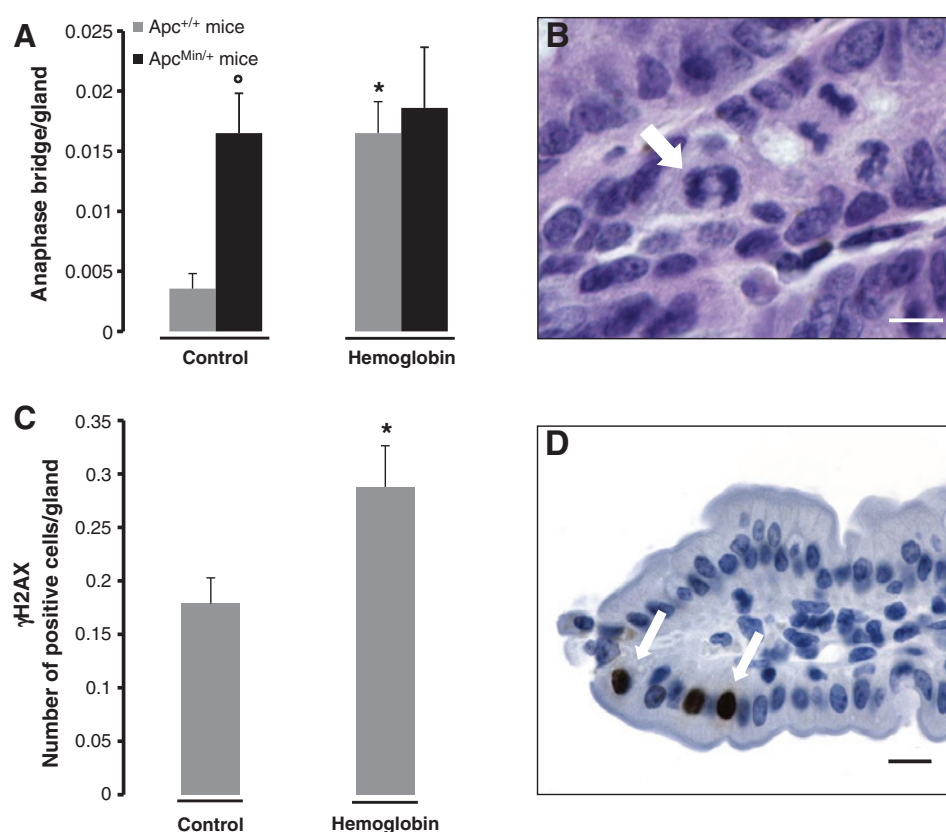 A
Apc+/+ mice
ApcMin/+ mice
Anaphase bridge/gland
0.025
0.02
0.015
0.01
0.005
0
°
*
Control
Hemoglobin
B
C
γH2AX
Number of positive cells/gland
0.35
0.3
0.25
0.2
0.15
0.1
0.05
0
*
Control
Hemoglobin
D